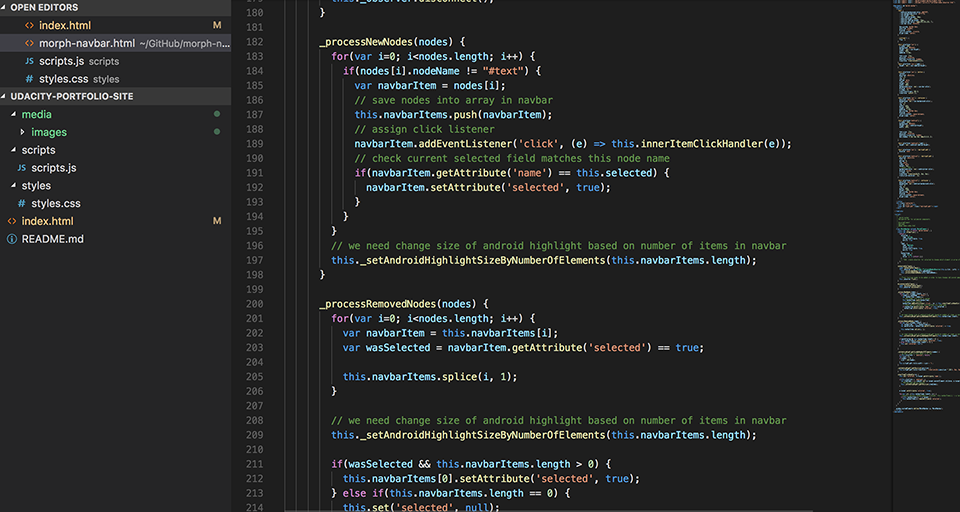 OPEN EDITORS
index.html M
morph-navbar.html ~/GitHub/morph-n...
scripts.js scripts
styles.css styles
UDACITY-PORTFOLIO-SITE
media
images
scripts
JS scripts.js
styles
# styles.css
index.html M
README.md
180 }
181
182 _processNewNodes(nodes) {
183 for(var i=0; i<nodes.length; i++) {
184 if(nodes[i].nodeName != "#text") {
185 var navbarItem = nodes[i];
186 // save nodes into array in navbar
187 this.navbarItems.push(navbarItem);
188 // assign click listener
189 navbarItem.addEventListener('click', (e) => this.innerItemClickHandler(e));
190 // check current selected field matches this node name
191 if(navbarItem.getAttribute('name') == this.selected) {
192 navbarItem.setAttribute('selected', true);
193 }
194 }
195 }
196 // we need change size of android highlight based on number of items in navbar
197 this._setAndroidHighlightSizeByNumberOfElements(this.navbarItems.length);
198 }
199
200 _processRemovedNodes(nodes) {
201 for(var i=0; i<nodes.length; i++) {
202 var navbarItem = this.navbarItems[i];
203 var wasSelected = navbarItem.getAttribute('selected') == true;
204
205 this.navbarItems.splice(i, 1);
206 }
207
208 // we need change size of android highlight based on number of items in navbar
209 this._setAndroidHighlightSizeByNumberOfElements(this.navbarItems.length);
210
211 if(wasSelected && this.navbarItems.length > 0) {
212 this.navbarItems[0].setAttribute('selected', true);
213 } else if(this.navbarItems.length == 0) {
214 this.set('selected', null);